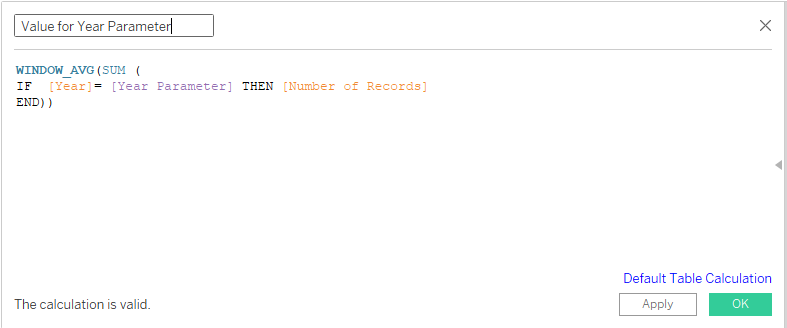 Value for Year Parameter
WINDOW_AVG(SUM (
IF  [Year]= [Year Parameter] THEN [Number of Records]
END))
Default Table Calculation
The calculation is valid.
Apply
OK